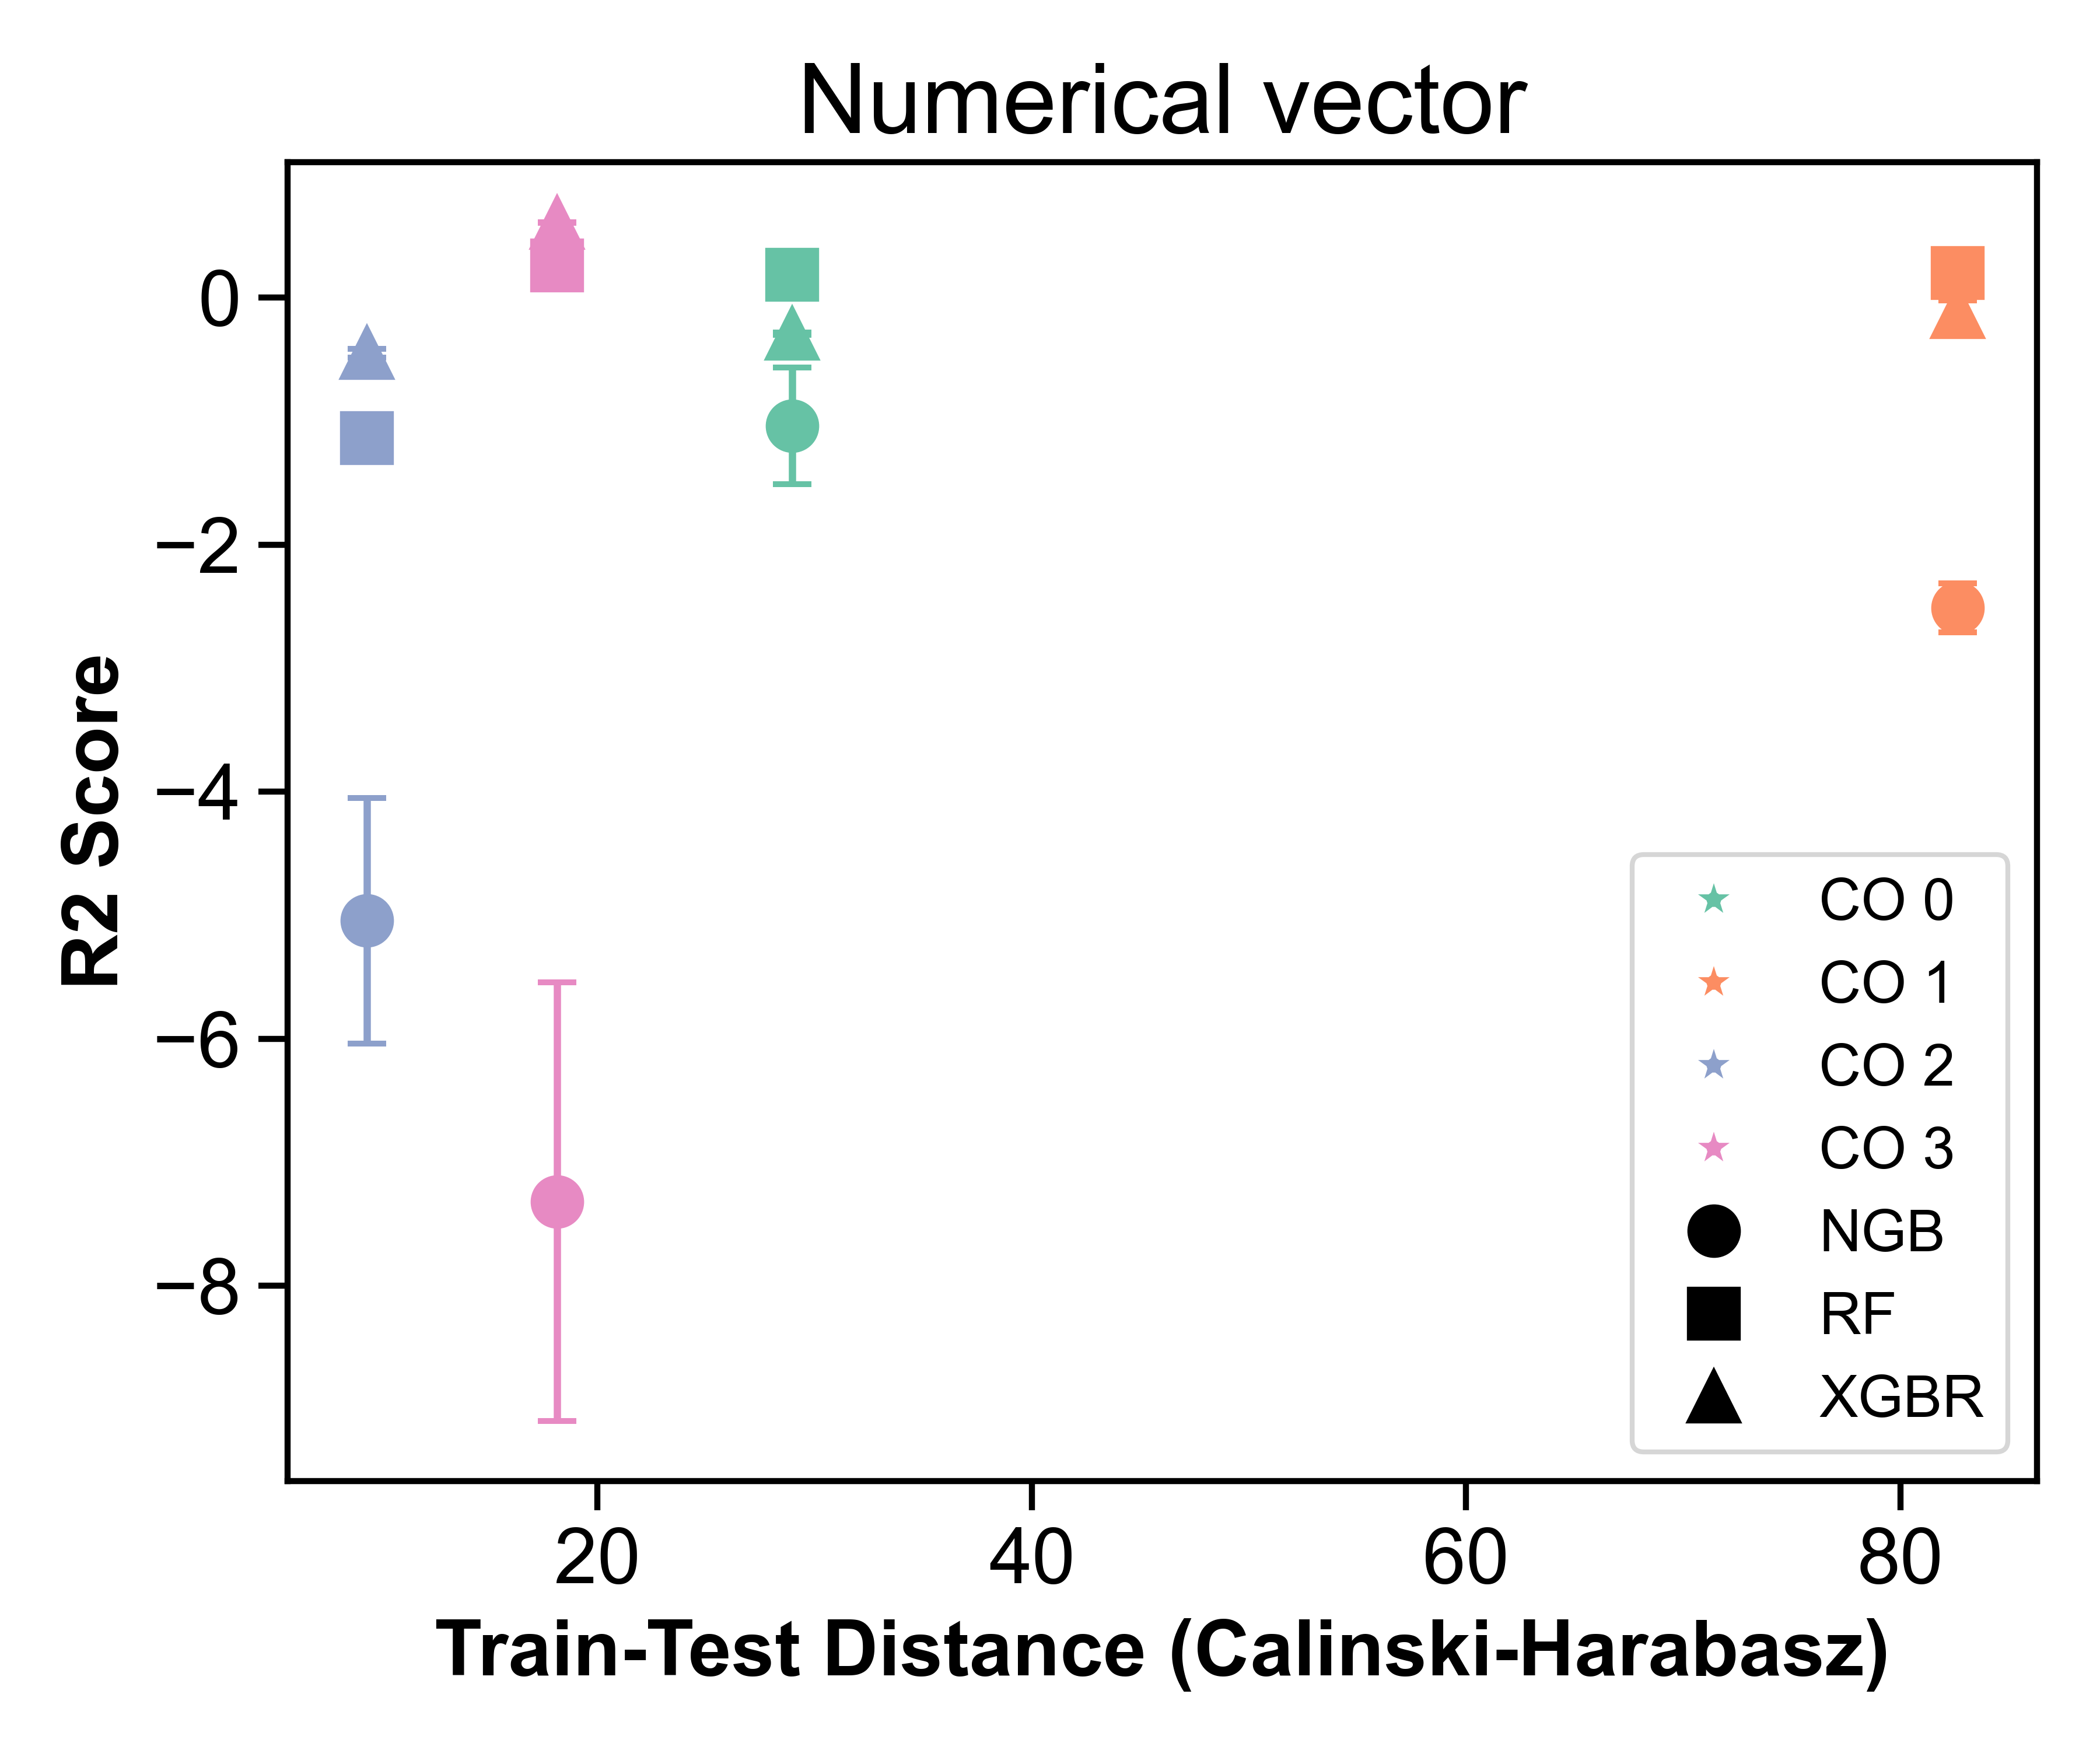 Numerical vector
R2 Score
0
−2
−4
−6
−8
CO 0
CO 1
CO 2
CO 3
NGB
RF
XGBR
20 40 60 80
Train-Test Distance (Calinski-Harabasz)